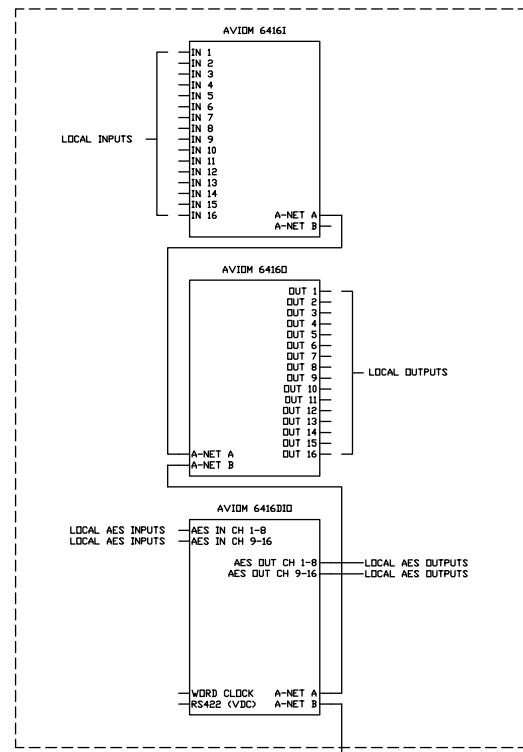 AVIOM 6416I
IN 1
IN 2
IN 3
IN 4
IN 5
IN 6
IN 7
IN 8
IN 9
IN 10
IN 11
IN 12
IN 13
IN 14
IN 15
IN 16
LOCAL INPUTS
A-NET A
A-NET B
AVIOM 6416O
OUT 1
OUT 2
OUT 3
OUT 4
OUT 5
OUT 6
OUT 7
OUT 8
OUT 9
OUT 10
OUT 11
OUT 12
OUT 13
OUT 14
OUT 15
OUT 16
LOCAL OUTPUTS
A-NET A
A-NET B
AVIOM 6416DIO
LOCAL AES INPUTS AES IN CH 1-8
LOCAL AES INPUTS AES IN CH 9-16
AES OUT CH 1-8 LOCAL AES OUTPUTS
AES OUT CH 9-16 LOCAL AES OUTPUTS
WORD CLOCK A-NET A
RS422 (VDC) A-NET B